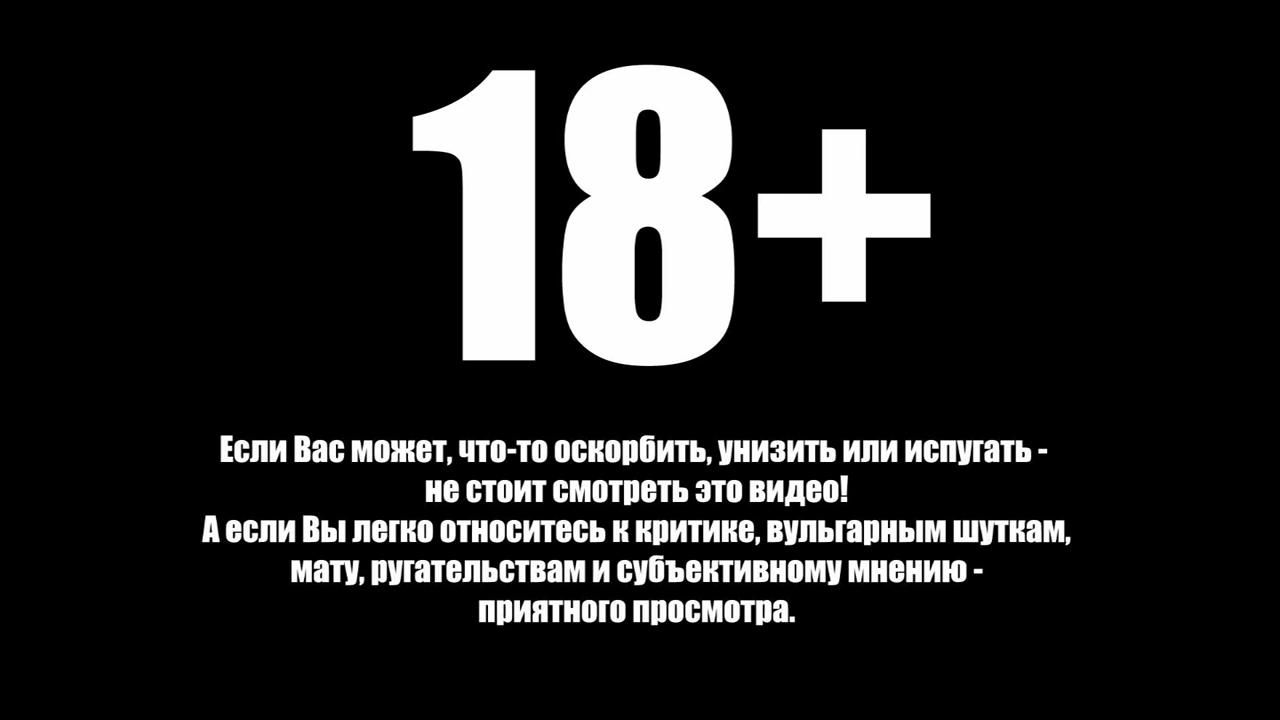 18+
Если Вас может, что-то оскорбить, унизить или испугать -
не стоит смотреть это видео!
А если Вы легко относитесь к критике, вульгарным шуткам,
мату, ругательствам и субъективному мнению -
приятного просмотра.